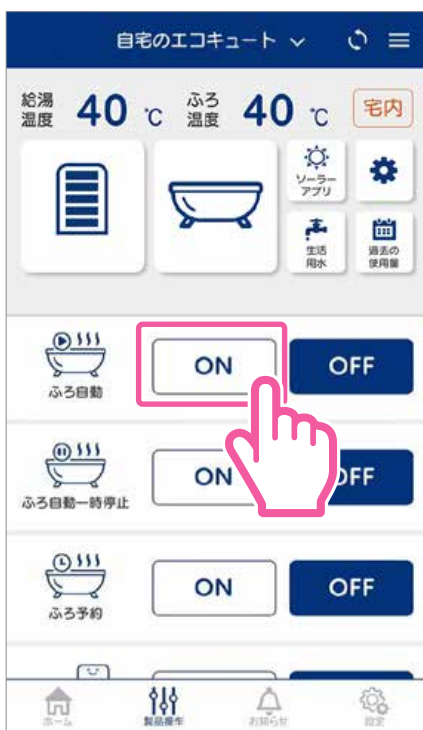 自宅のエコキュート
給湯
温度
40 ℃
ふろ
温度
40 ℃
宅内
ソーラー
アプリ
生活
用水
過去の
使用量
ふろ自動
ON
OFF
ふろ自動一時停止
ON
OFF
ふろ予約
ON
OFF
ホーム
製品操作
お知らせ
設定